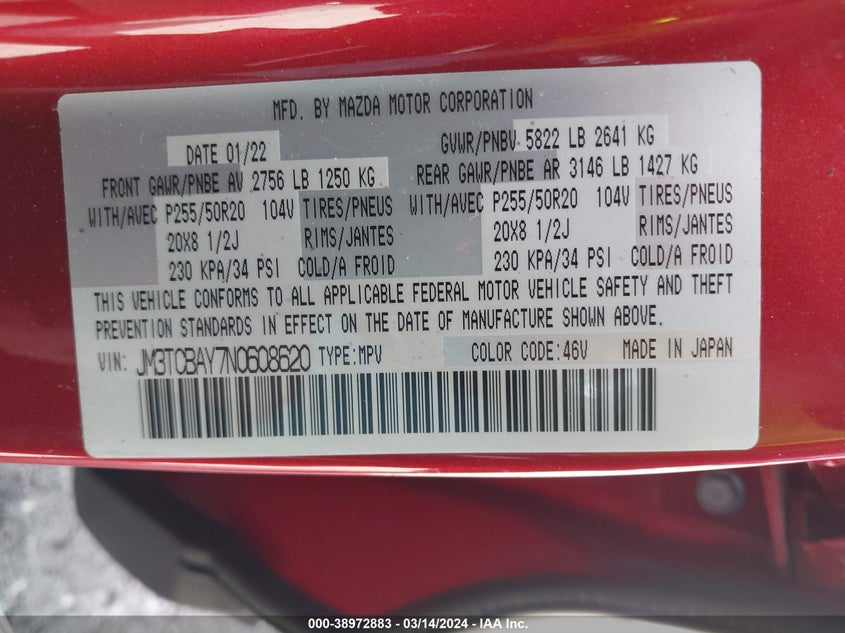 MFD. BY MAZDA MOTOR CORPORATION
DATE 01/22
GVWR/PNBV 5822 LB 2641 KG
FRONT GAWR/PNBE AV 2756 LB 1250 KG
REAR GAWR/PNBE AR 3146 LB 1427 KG
WITH/AVEC P255/50R20 104V TIRES/PNEUS WITH/AVEC P255/50R20 104V TIRES/PNEUS
20X8 1/2J RIMS/JANTES 20X8 1/2J RIMS/JANTES
230 KPA/34 PSI COLD/A FROID 230 KPA/34 PSI COLD/A FROID
THIS VEHICLE CONFORMS TO ALL APPLICABLE FEDERAL MOTOR VEHICLE SAFETY AND THEFT
PREVENTION STANDARDS IN EFFECT ON THE DATE OF MANUFACTURE SHOWN ABOVE.
VIN: JM3TCBAY7N0608620 TYPE:MPV COLOR CODE:46V MADE IN JAPAN
000-38972883 / 03/14/2024 - IAA Inc.